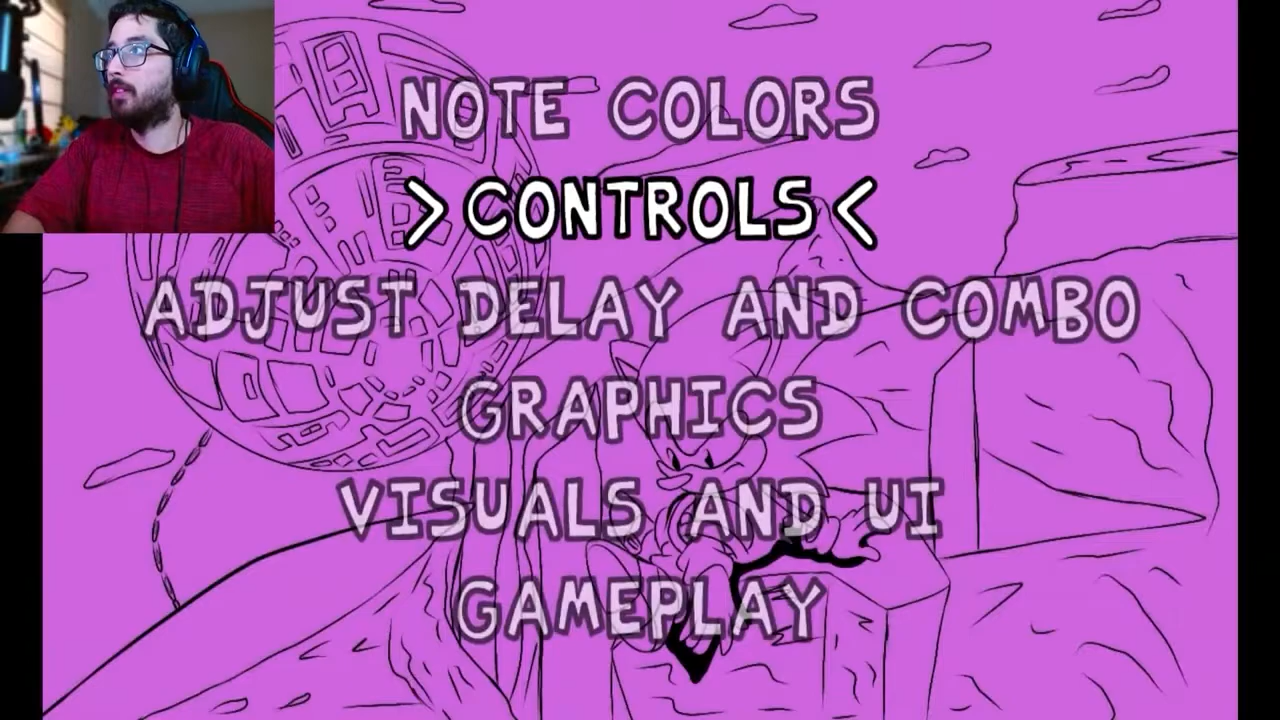 NOTE COLORS
>CONTROLS<
ADJUST DELAY AND COMBO
GRAPHICS
VISUALS AND UI
GAMEPLAY